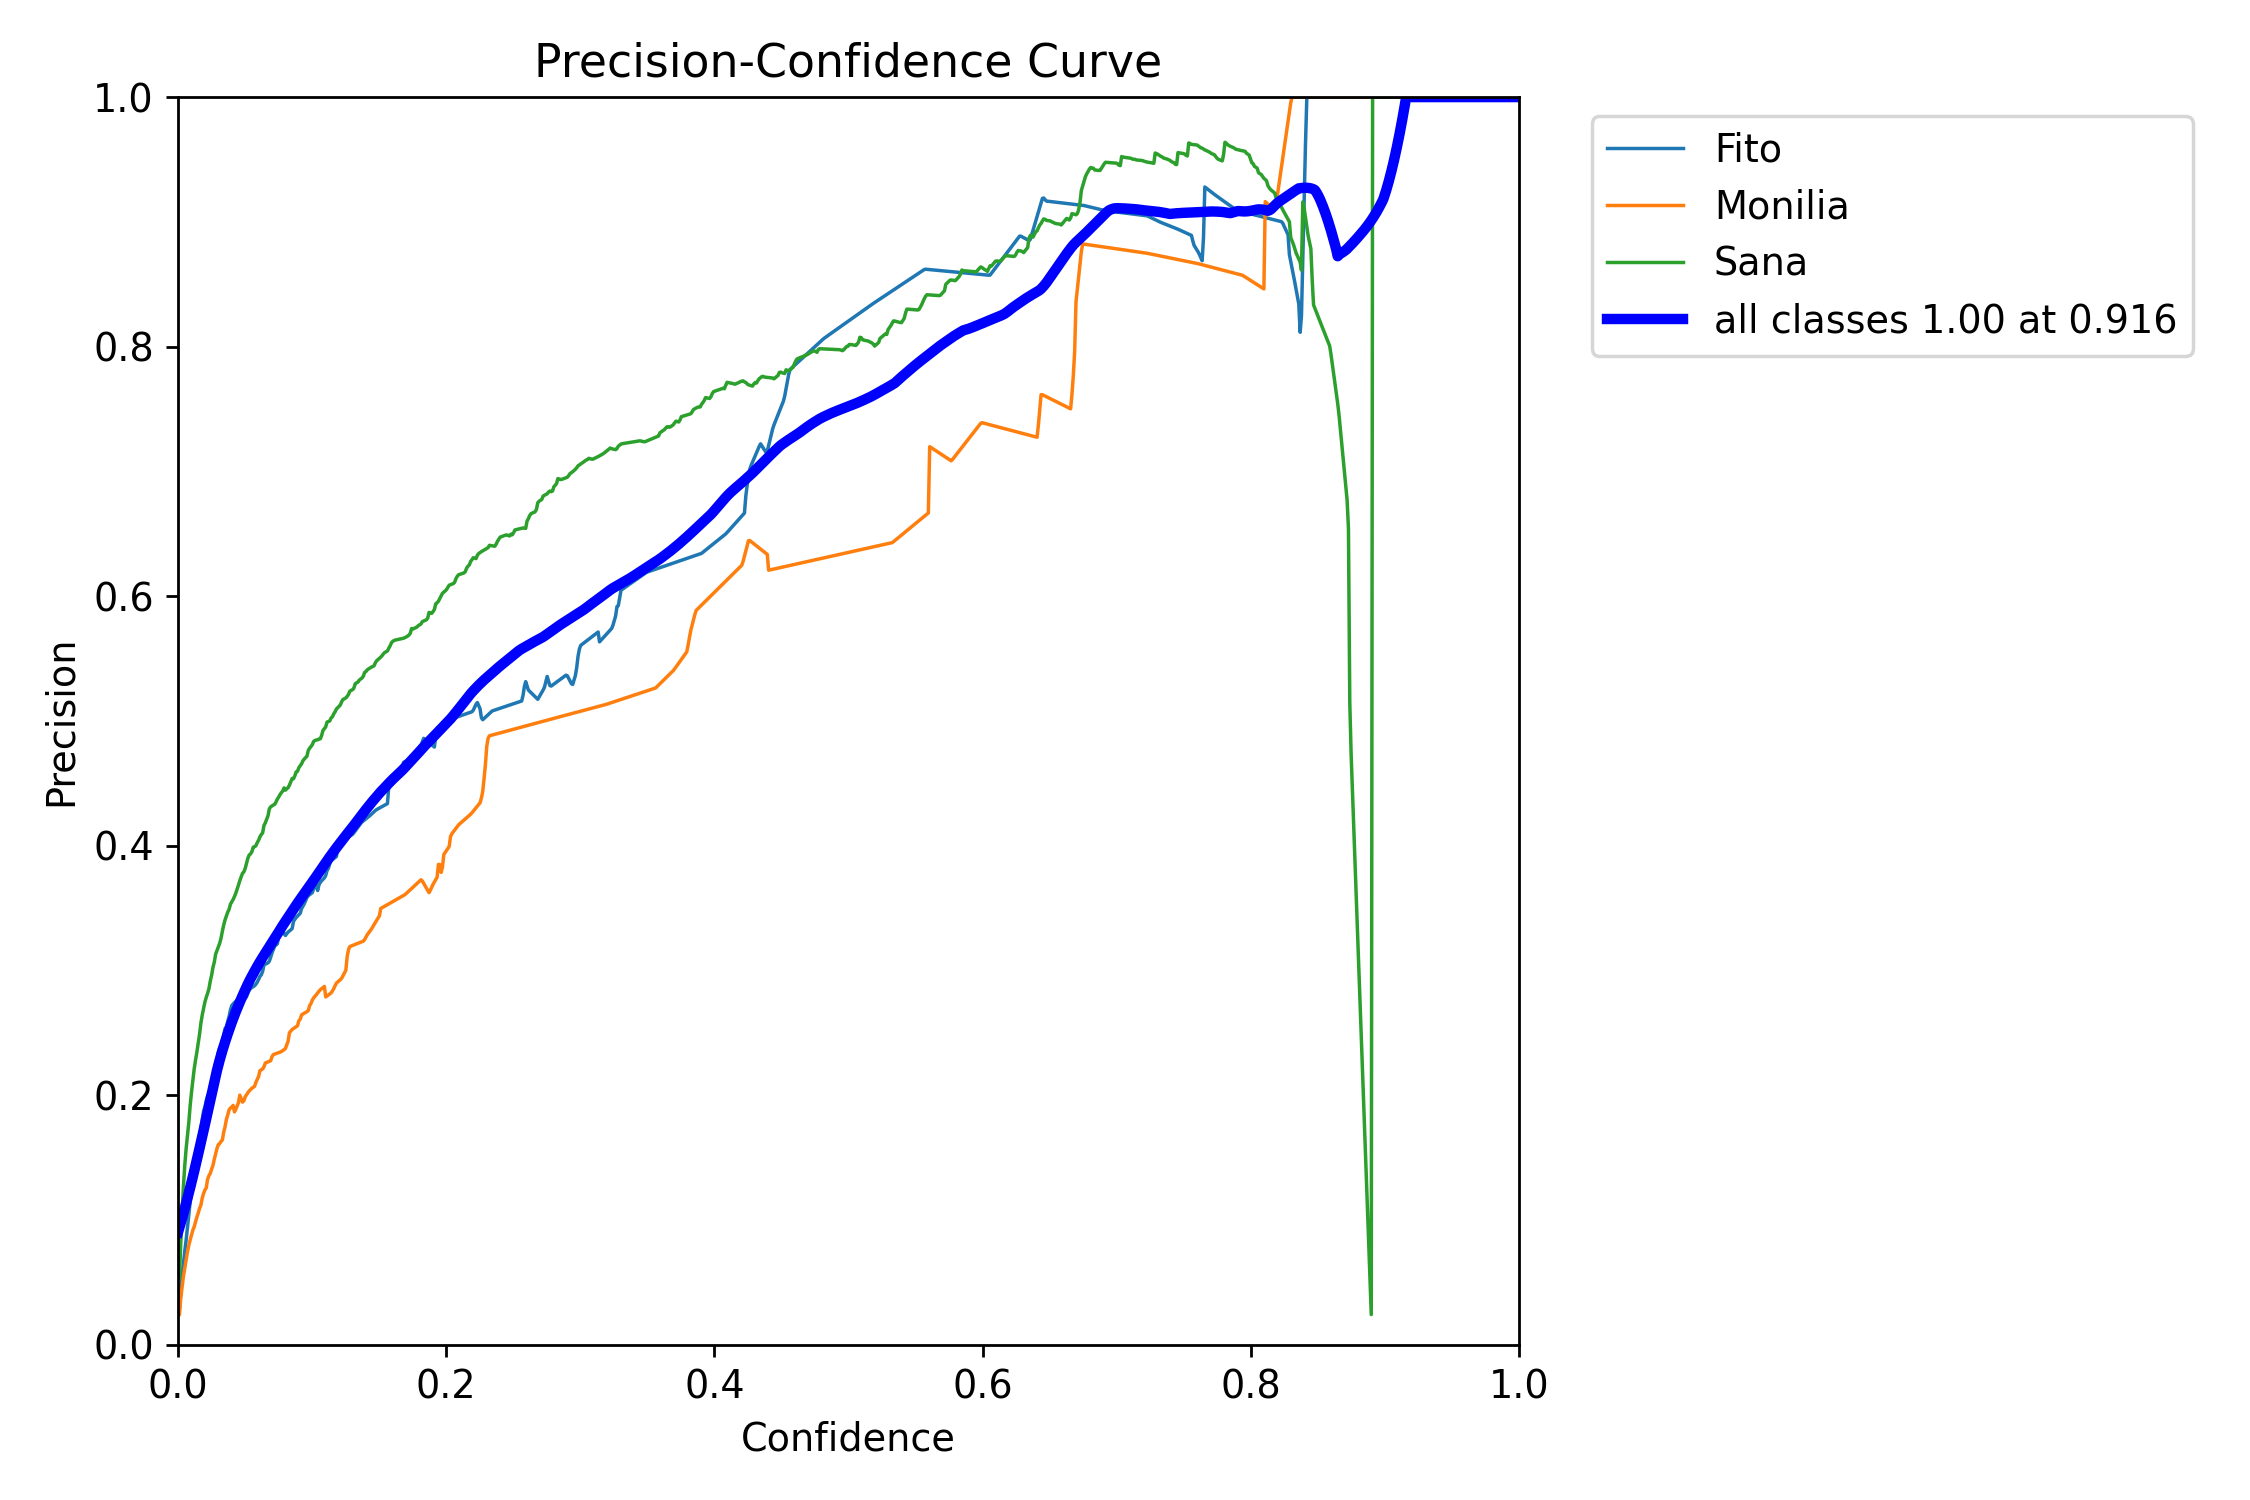 Precision-Confidence Curve
1.0
0.8
0.6
0.4
0.2
0.0
Precision
0.0 0.2 0.4 0.6 0.8 1.0
Confidence
Fito
Monilia
Sana
all classes 1.00 at 0.916